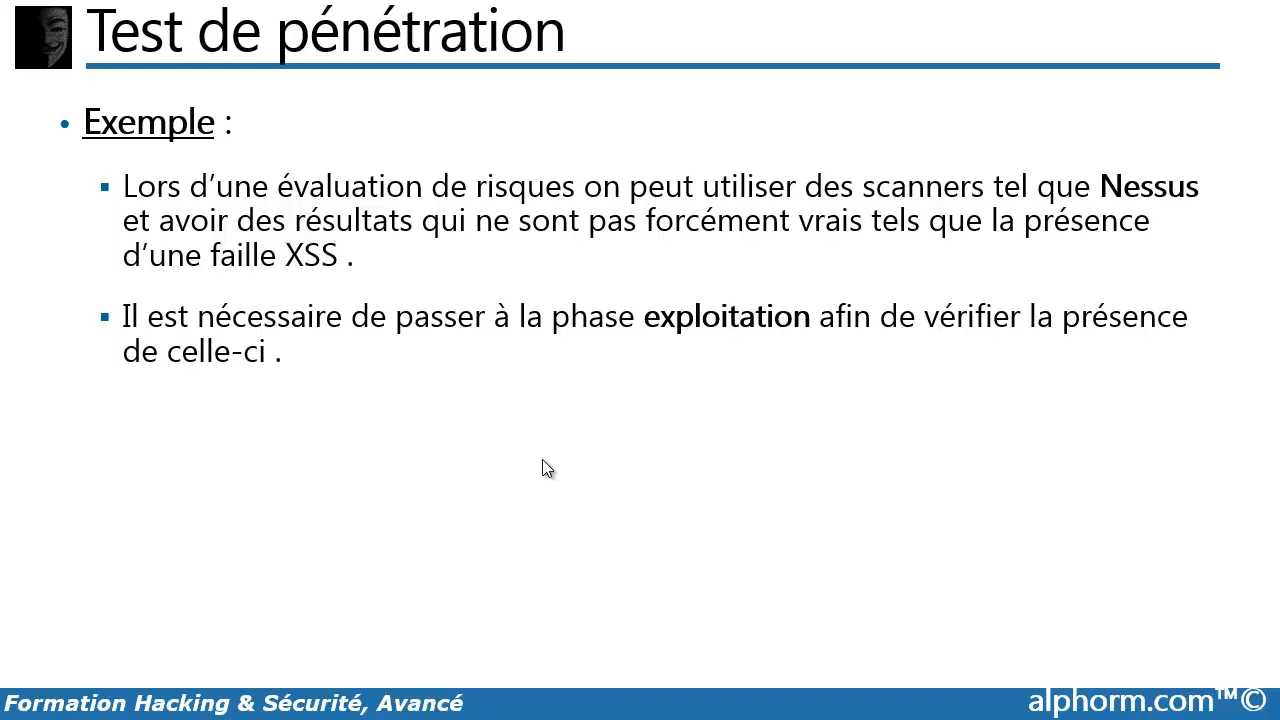 Test de pénétration
• Exemple :
▪ Lors d’une évaluation de risques on peut utiliser des scanners tel que Nessus
et avoir des résultats qui ne sont pas forcément vrais tels que la présence
d’une faille XSS .
▪ Il est nécessaire de passer à la phase exploitation afin de vérifier la présence
de celle-ci .
Formation Hacking & Sécurité, Avancé
alphorm.com™©